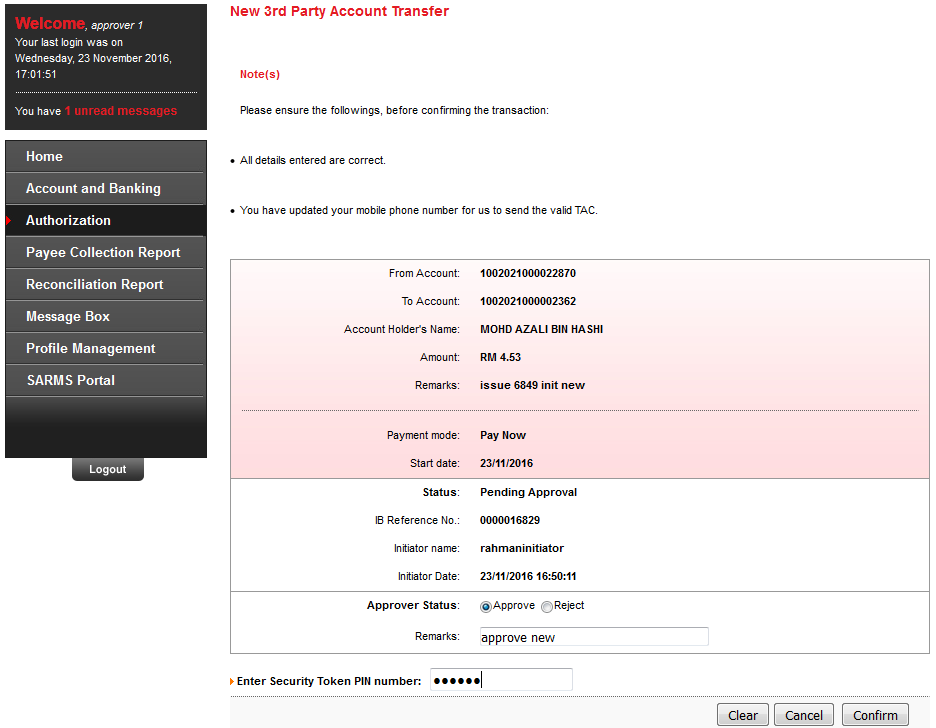 Welcome, approver 1
Your last login was on
Wednesday, 23 November 2016,
17:01:51
You have 1 unread messages
Home
Account and Banking
Authorization
Payee Collection Report
Reconciliation Report
Message Box
Profile Management
SARMS Portal
Logout
New 3rd Party Account Transfer
Note(s)
Please ensure the followings, before confirming the transaction:
• All details entered are correct.
• You have updated your mobile phone number for us to send the valid TAC.
From Account: 1002021000022870
To Account: 1002021000002362
Account Holder's Name: MOHD AZALI BIN HASHI
Amount: RM 4.53
Remarks: issue 6849 init new
Payment mode: Pay Now
Start date: 23/11/2016
Status: Pending Approval
IB Reference No.: 0000016829
Initiator name: rahmaninitiator
Initiator Date: 23/11/2016 16:50:11
Approver Status: Approve Reject
Remarks: approve new
Enter Security Token PIN number: ●●●●●●
Clear Cancel Confirm